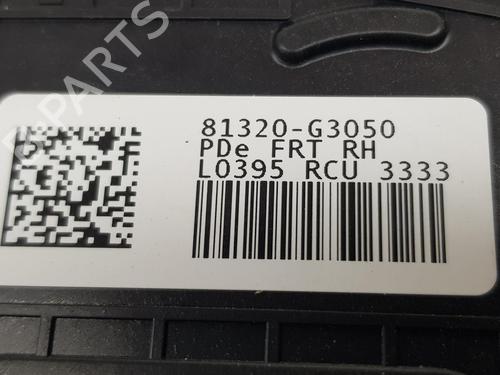 B-PARTS
81320-G3050
PDe FRT RH
L0395 RCU 3333